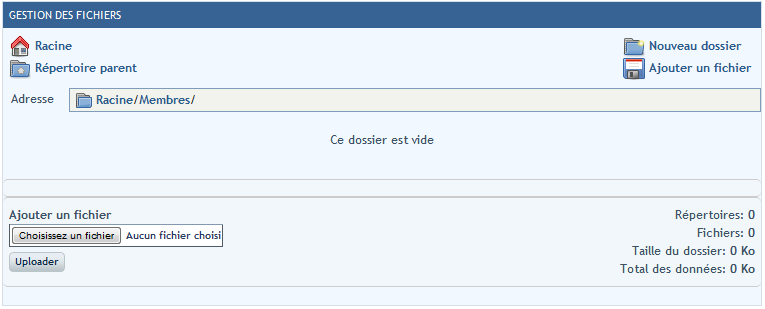 GESTION DES FICHIERS
Racine
Nouveau dossier
Répertoire parent
Ajouter un fichier
Adresse
Racine/Membres/
Ce dossier est vide
Ajouter un fichier
Répertoires: 0
Choisissez un fichier Aucun fichier choisi
Fichiers: 0
Taille du dossier: 0 Ko
Uploader
Total des données: 0 Ko